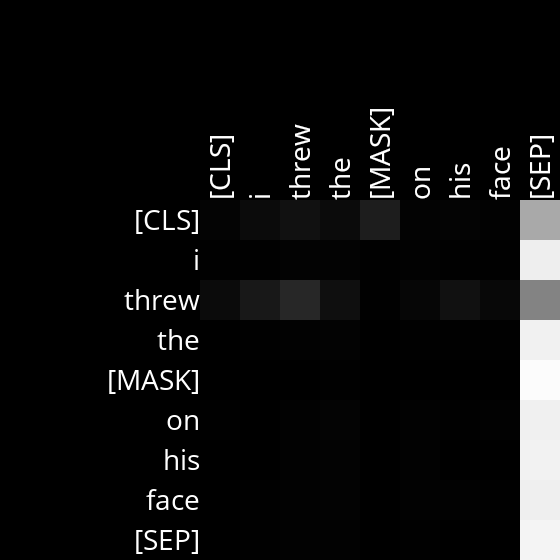 [CLS] i threw the [MASK] on his face [SEP]
[CLS]
i
threw
the
[MASK]
on
his
face
[SEP]